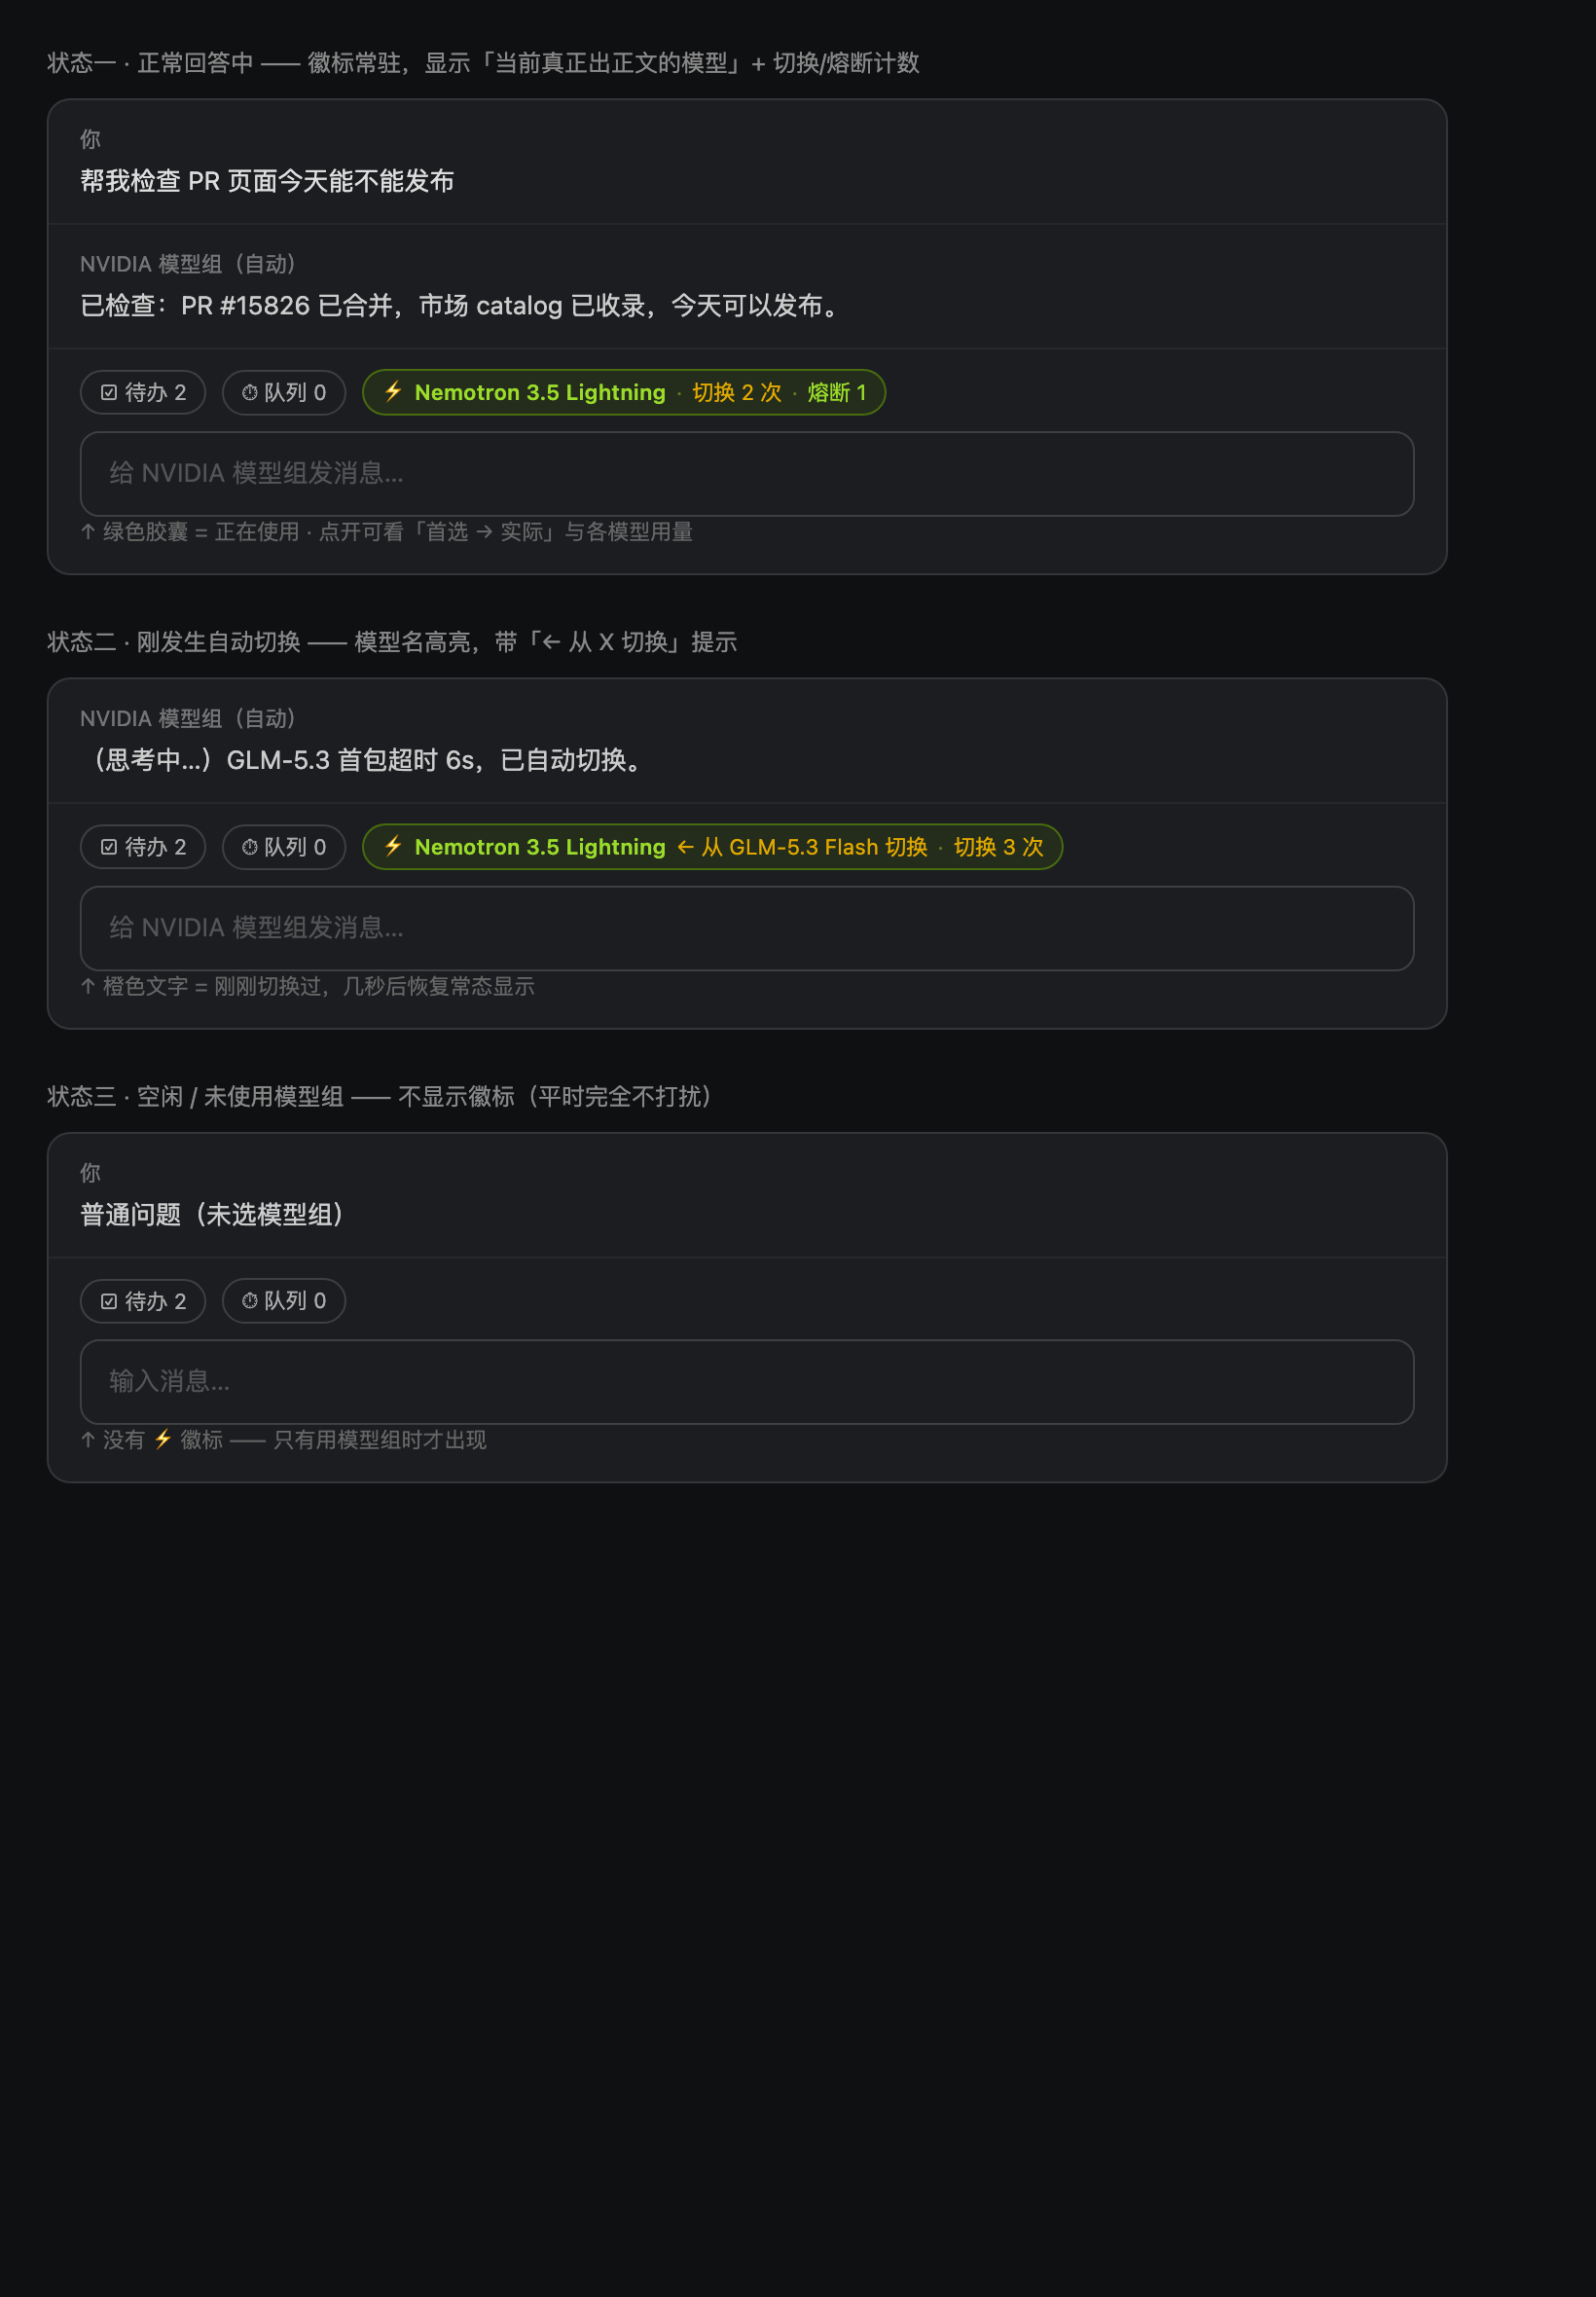 状态一 · 正常回答中 —— 徽标常驻，显示「当前真正出正文的模型」+ 切换/熔断计数
你
帮我检查 PR 页面今天能不能发布
NVIDIA 模型组（自动）
已检查：PR #15826 已合并，市场 catalog 已收录，今天可以发布。
☑ 待办 2 ⏱ 队列 0 ⚡ Nemotron 3.5 Lightning · 切换 2 次 · 熔断 1
给 NVIDIA 模型组发消息…
↑ 绿色胶囊 = 正在使用 · 点开可看「首选 → 实际」与各模型用量
状态二 · 刚发生自动切换 —— 模型名高亮，带「← 从 X 切换」提示
NVIDIA 模型组（自动）
（思考中…）GLM-5.3 首包超时 6s，已自动切换。
☑ 待办 2 ⏱ 队列 0 ⚡ Nemotron 3.5 Lightning ← 从 GLM-5.3 Flash 切换 · 切换 3 次
给 NVIDIA 模型组发消息…
↑ 橙色文字 = 刚刚切换过，几秒后恢复常态显示
状态三 · 空闲 / 未使用模型组 —— 不显示徽标（平时完全不打扰）
你
普通问题（未选模型组）
☑ 待办 2 ⏱ 队列 0
输入消息…
↑ 没有 ⚡ 徽标 —— 只有用模型组时才出现